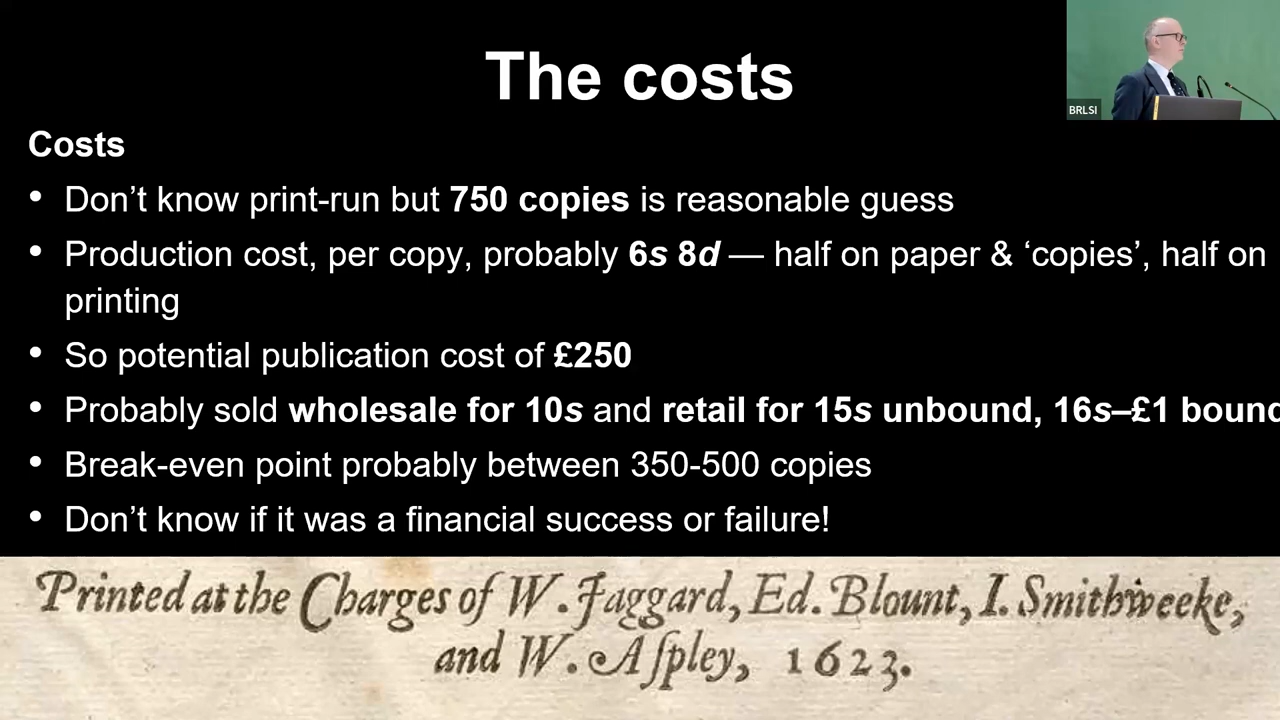 The costs
BRLSI
Costs
• Don’t know print-run but 750 copies is reasonable guess
• Production cost, per copy, probably 6s 8d — half on paper & ‘copies’, half on
printing
• So potential publication cost of £250
• Probably sold wholesale for 10s and retail for 15s unbound, 16s–£1 bound
• Break-even point probably between 350-500 copies
• Don’t know if it was a financial success or failure!
Printed at the Charges of W. Jaggard, Ed. Blount, I. Smithweeke,
and W. Aſpley, 1623.